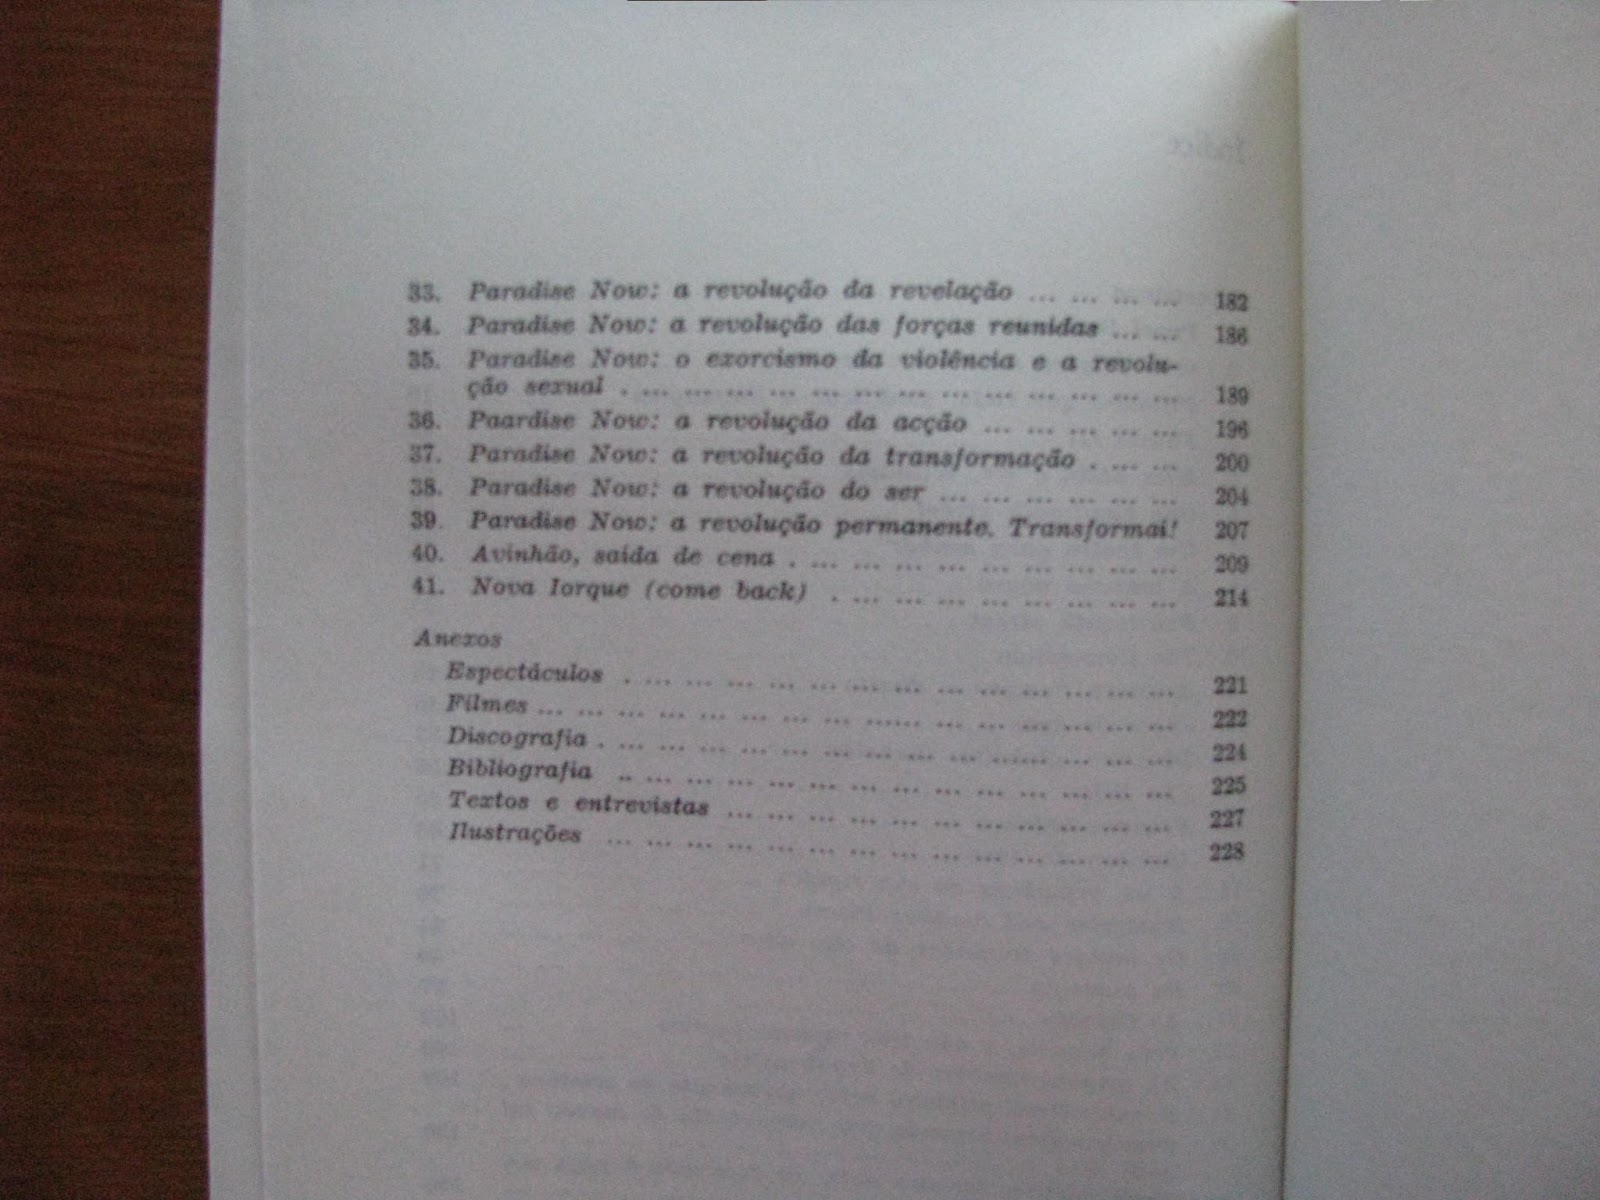 33. Paradise Now: a revolução da revelação ... ... ... ... 182
34. Paradise Now: a revolução das forças reunidas ... ... 186
35. Paradise Now: o exorcismo da violência e a revolu-
ção sexual . ... ... ... ... ... ... ... ... ... ... ... ... ... 189
36. Paardise Now: a revolução da acção ... ... ... ... ... 196
37. Paradise Now: a revolução da transformação . ... ... 200
38. Paradise Now: a revolução do ser ... ... ... ... ... ... 204
39. Paradise Now: a revolução permanente. Transformai! 207
40. Avinhão, saída de cena . ... ... ... ... ... ... ... ... ... 209
41. Nova Iorque (come back) . ... ... ... ... ... ... ... ... 214
Anexos
Espectáculos . ... ... ... ... ... ... ... ... ... ... ... ... ... 221
Filmes ... ... ... ... ... ... ... ... ...... ... ... ... ... ... ... 222
Discografia . ... ... ... ... ... ... ... ... ... ...... ... ... ... 224
Bibliografia .. ... ... ... ... ... ... ... ... ... ... ... ... ... 225
Textos e entrevistas ... ... ... ... ... ... ... ... ... ... ... 227
Ilustrações ... ... ... ... ... ... ... ... ... ... ... ... ... ... 228